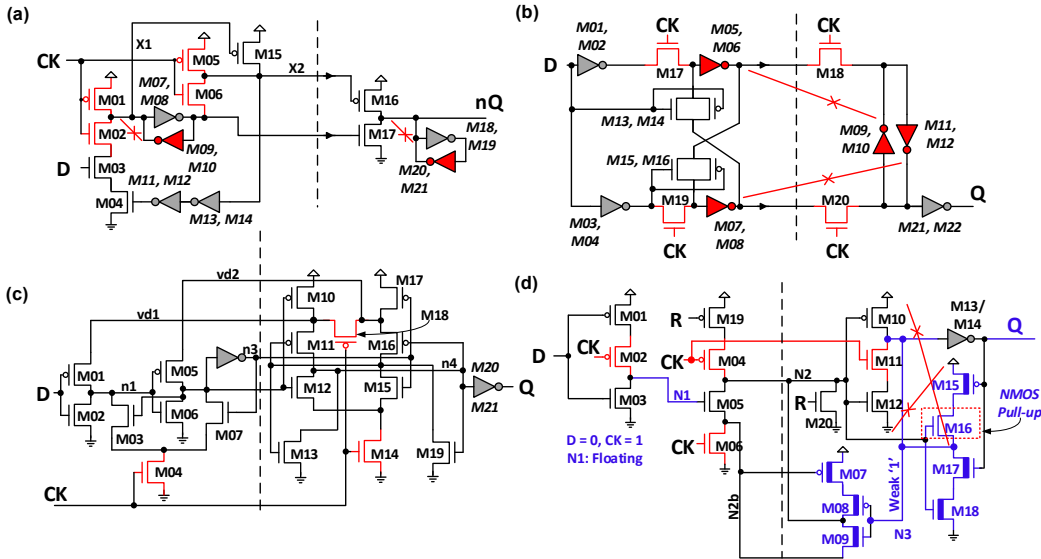 (a)
X1
CK
M01
M02
D
M03
M04
M05
M06
M07,
M08
M09,
M10
M11, M12
M13, M14
M15
X2
M16
M17
nQ
M18,
M19
M20,
M21
(b)
D
M01,
M02
CK
M17
M05,
M06
CK
M18
M13, M14
M15, M16
M09,
M10
M11,
M12
M03,
M04
M19
CK
M07,
M08
M20
CK
Q
M21, M22
(c)
vd2
vd1
D
M01
M02
n1
M03
M04
CK
M05
M06
M07
n3
M10
M11
M12
M13
M14
M15
M16
M17
M18
M19
n4
M20
M21
Q
(d)
D
M01
CK
M02
M03
N1
D = 0, CK = 1
N1: Floating
R
M19
CK
M04
M05
CK
M06
N2b
N2
R
M20
M10
M11
M12
M13/
M14
Q
M15
M16
M17
M18
NMOS
Pull-up
Weak ‘1’
M07
M08
M09
N3